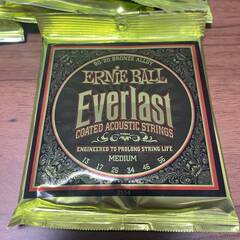 80/20 BRONZE ALLOY
ERNIE BALL
Everlast
COATED ACOUSTIC STRINGS
ENGINEERED TO PROLONG STRING LIFE
MEDIUM
13 17 26 34 46 56